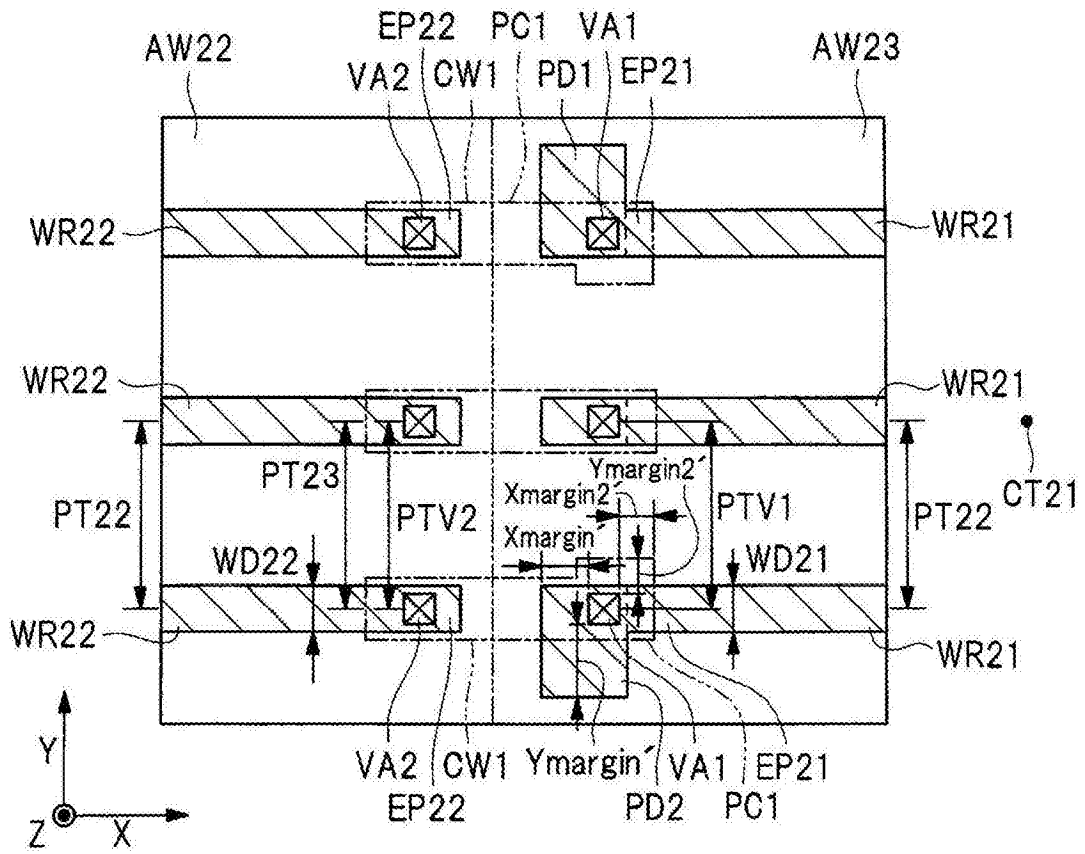 EP22 PC1 VA1
AW22 AW23
VA2 CW1 PD1 EP21
WR22 WR21
WR22 WR21
Ymargin2´
PT23 Xmargin2´ CT21
PT22 PTV2 PTV1 PT22
Xmargin´
WD22 WD21
WR22 WR21
Y VA2 CW1 Ymargin´ VA1 EP21
EP22 PD2 PC1
Z X